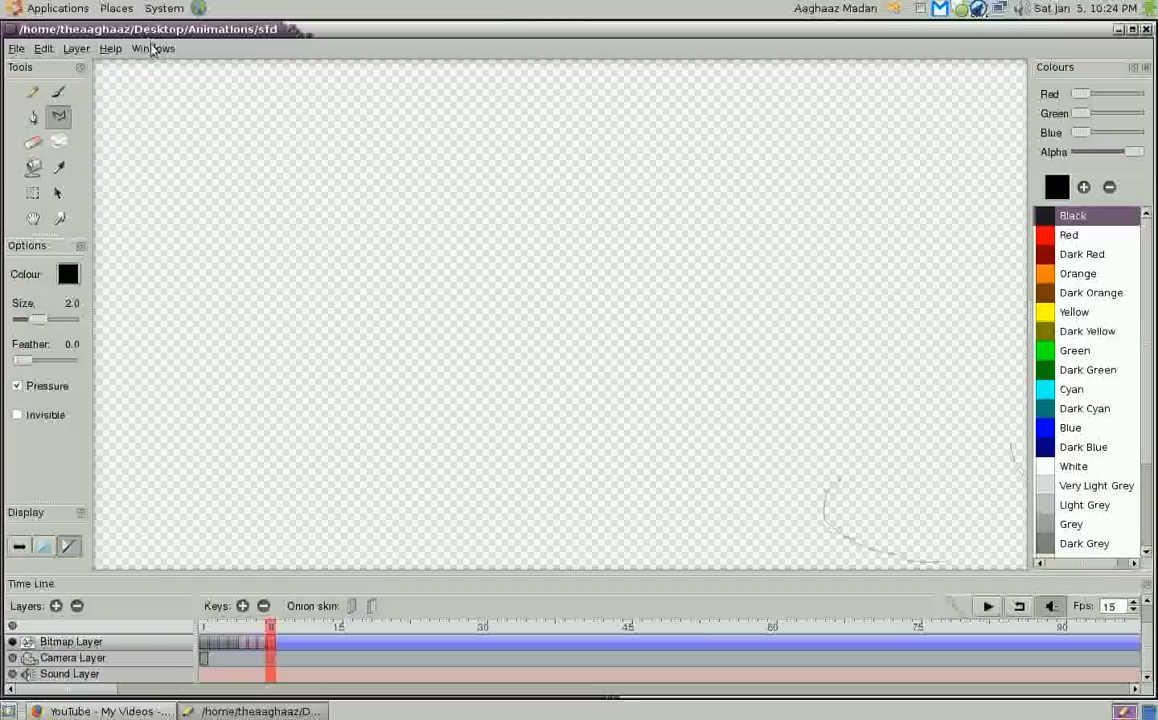 Applications Places System Aaghaaz Madan Sat Jan 5, 10:24 PM
/home/theaaghaaz/Desktop/Animations/sfd
File Edit Layer Help Windows
Tools
Colours
Red
Green
Blue
Alpha
Options
Colour
Size: 2.0
Feather: 0.0
Pressure
Invisible
Display
Black
Red
Dark Red
Orange
Dark Orange
Yellow
Dark Yellow
Green
Dark Green
Cyan
Dark Cyan
Blue
Dark Blue
White
Very Light Grey
Light Grey
Grey
Dark Grey
Time Line
Layers: Keys: Onion skin: Fps: 15
15 30 45 60 75 90
Bitmap Layer
Camera Layer
Sound Layer
YouTube - My Videos -... /home/theaaghaaz/D...